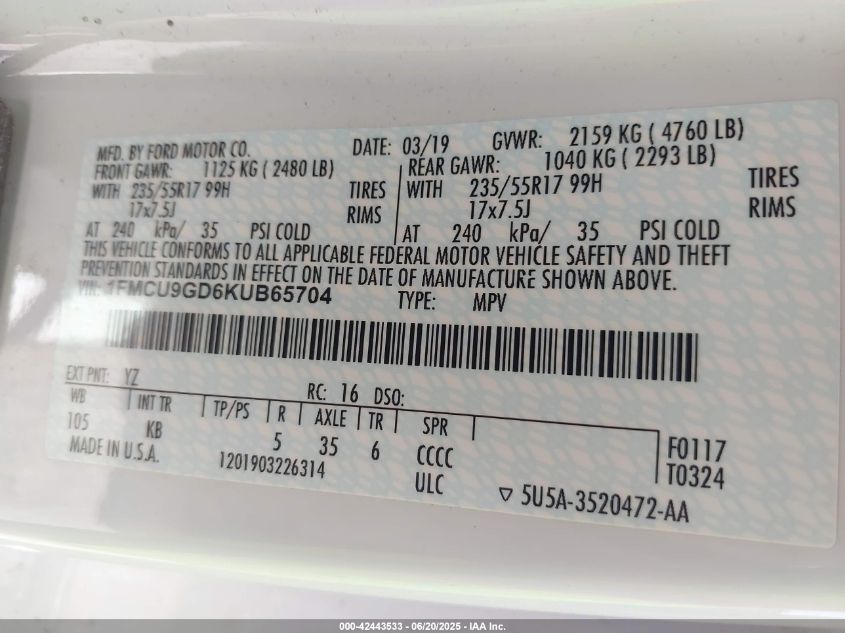 MFD. BY FORD MOTOR CO. DATE: 03/19 GVWR: 2159 KG ( 4760 LB)
FRONT GAWR: 1125 KG ( 2480 LB) REAR GAWR: 1040 KG ( 2293 LB)
WITH 235/55R17 99H TIRES WITH 235/55R17 99H TIRES
17x7.5J RIMS 17x7.5J RIMS
AT 240 kPa/ 35 PSI COLD AT 240 kPa/ 35 PSI COLD
THIS VEHICLE CONFORMS TO ALL APPLICABLE FEDERAL MOTOR VEHICLE SAFETY AND THEFT
PREVENTION STANDARDS IN EFFECT ON THE DATE OF MANUFACTURE SHOWN ABOVE.
VIN: 1FMCU9GD6KUB65704 TYPE: MPV
EXT PNT: YZ RC: 16 DSO:
WB INT TR TP/PS R AXLE TR SPR
105 KB 5 35 6 CCCC F0117
MADE IN U.S.A. 1201903226314 ULC T0324
▽ 5U5A-3520472-AA
000-42443533 - 06/20/2025 - IAA Inc.